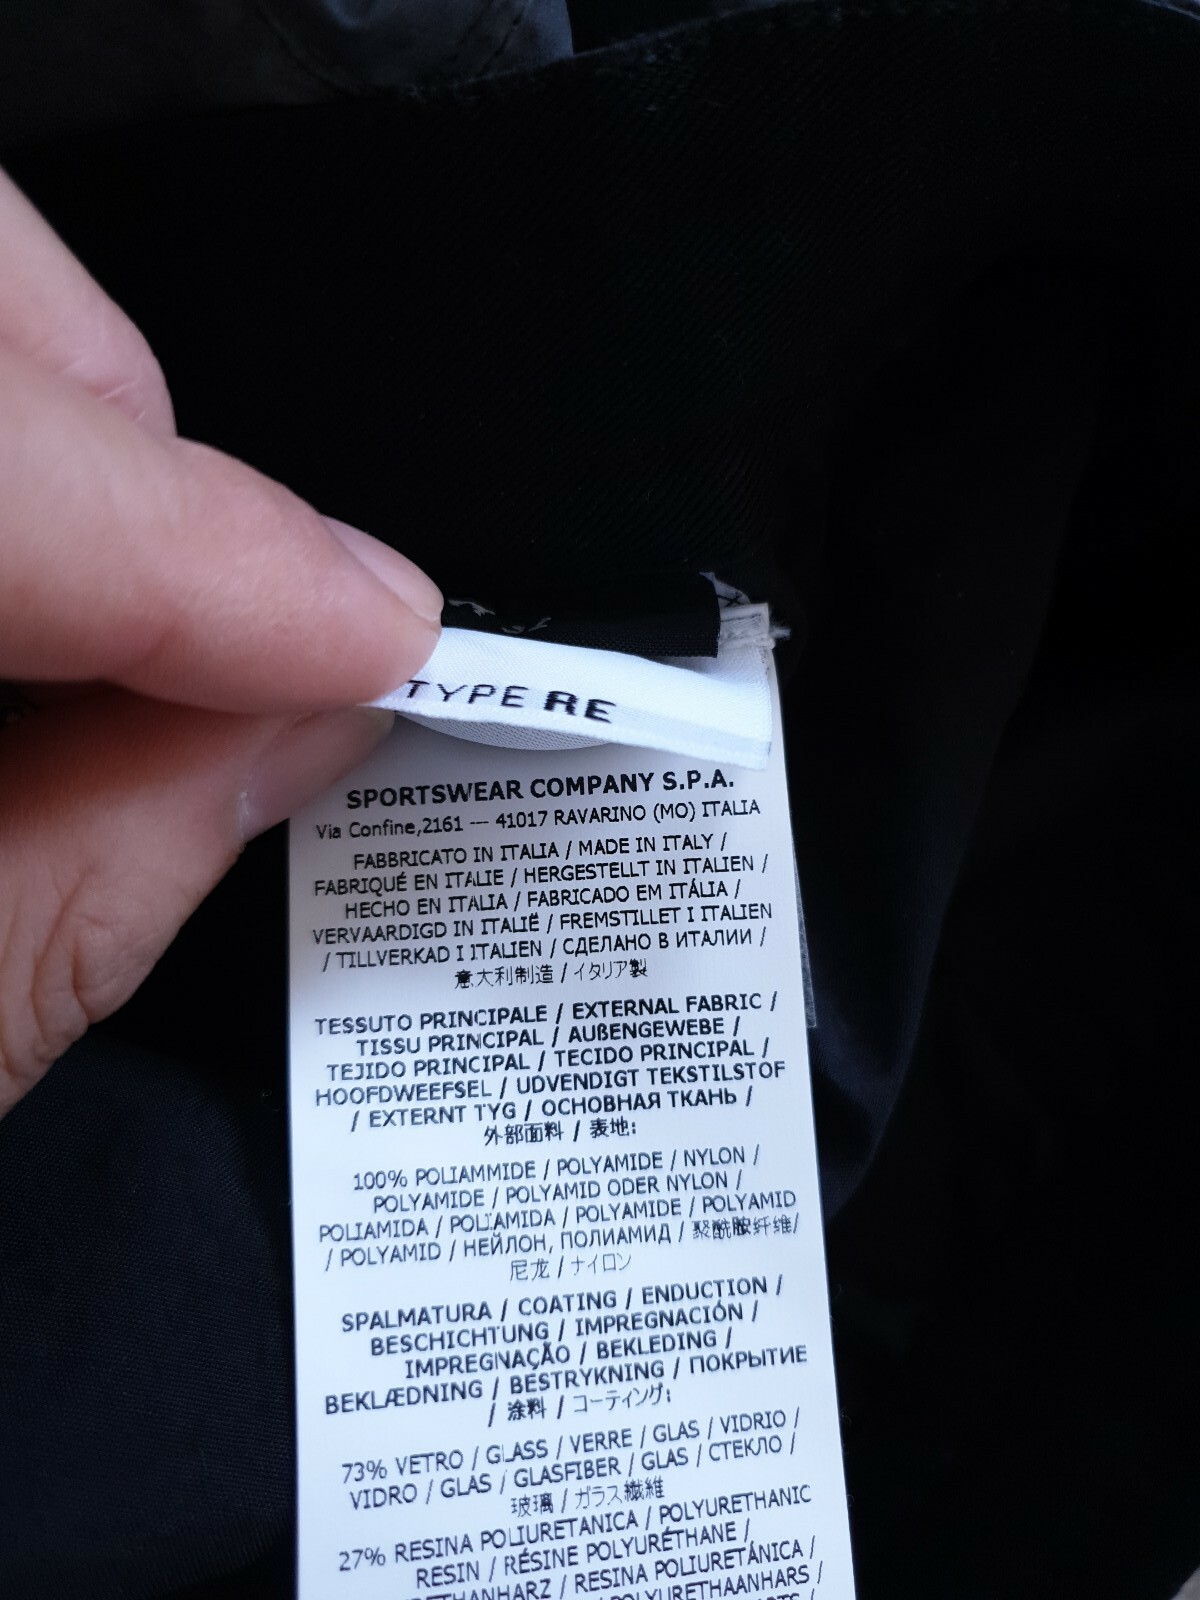 TYPE RE
SPORTSWEAR COMPANY S.P.A.
Via Confine,2161 --- 41017 RAVARINO (MO) ITALIA
FABBRICATO IN ITALIA / MADE IN ITALY /
FABRIQUÉ EN ITALIE / HERGESTELLT IN ITALIEN /
HECHO EN ITALIA / FABRICADO EM ITÁLIA /
VERVAARDIGD IN ITALIË / FREMSTILLET I ITALIEN
/ TILLVERKAD I ITALIEN / СДЕЛАНО В ИТАЛИИ /
意大利制造 / イタリア製
TESSUTO PRINCIPALE / EXTERNAL FABRIC /
TISSU PRINCIPAL / AUßENGEWEBE /
TEJIDO PRINCIPAL / TECIDO PRINCIPAL /
HOOFDWEEFSEL / UDVENDIGT TEKSTILSTOF
/ EXTERNT TYG / ОСНОВНАЯ ТКАНЬ /
外部面料 / 表地:
100% POLIAMMIDE / POLYAMIDE / NYLON /
POLYAMIDE / POLYAMID ODER NYLON /
POLIAMIDA / POLIAMIDA / POLYAMIDE / POLYAMID
/ POLYAMID / НЕЙЛОН, ПОЛИАМИД / 聚酰胺纤维/
尼龙 / ナイロン
SPALMATURA / COATING / ENDUCTION /
BESCHICHTUNG / IMPREGNACIÓN /
IMPREGNAÇÃO / BEKLEDING /
BEKLÆDNING / BESTRYKNING / ПОКРЫТИЕ
/ 涂料 / コーティング:
73% VETRO / GLASS / VERRE / GLAS / VIDRIO /
VIDRO / GLAS / GLASFIBER / GLAS / СТЕКЛО /
玻璃 / ガラス繊維
27% RESINA POLIURETANICA / POLYURETHANIC
RESIN / RÉSINE POLYURÉTHANE /
RESINA POLIURETÁNICA /